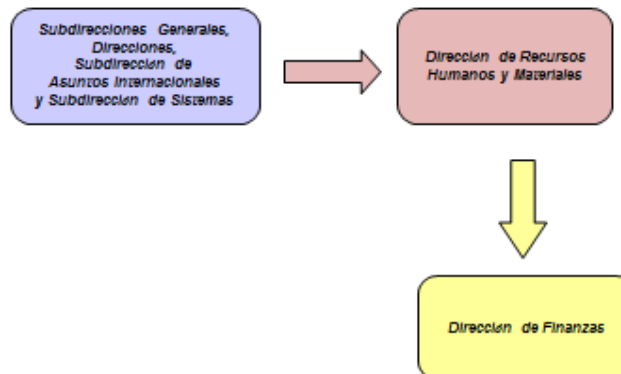 Subdirecciones Generales,
Direcciones,
Subdirección de
Asuntos Internacionales
y Subdirección de Sistemas
Dirección de Recursos
Humanos y Materiales
Dirección de Finanzas